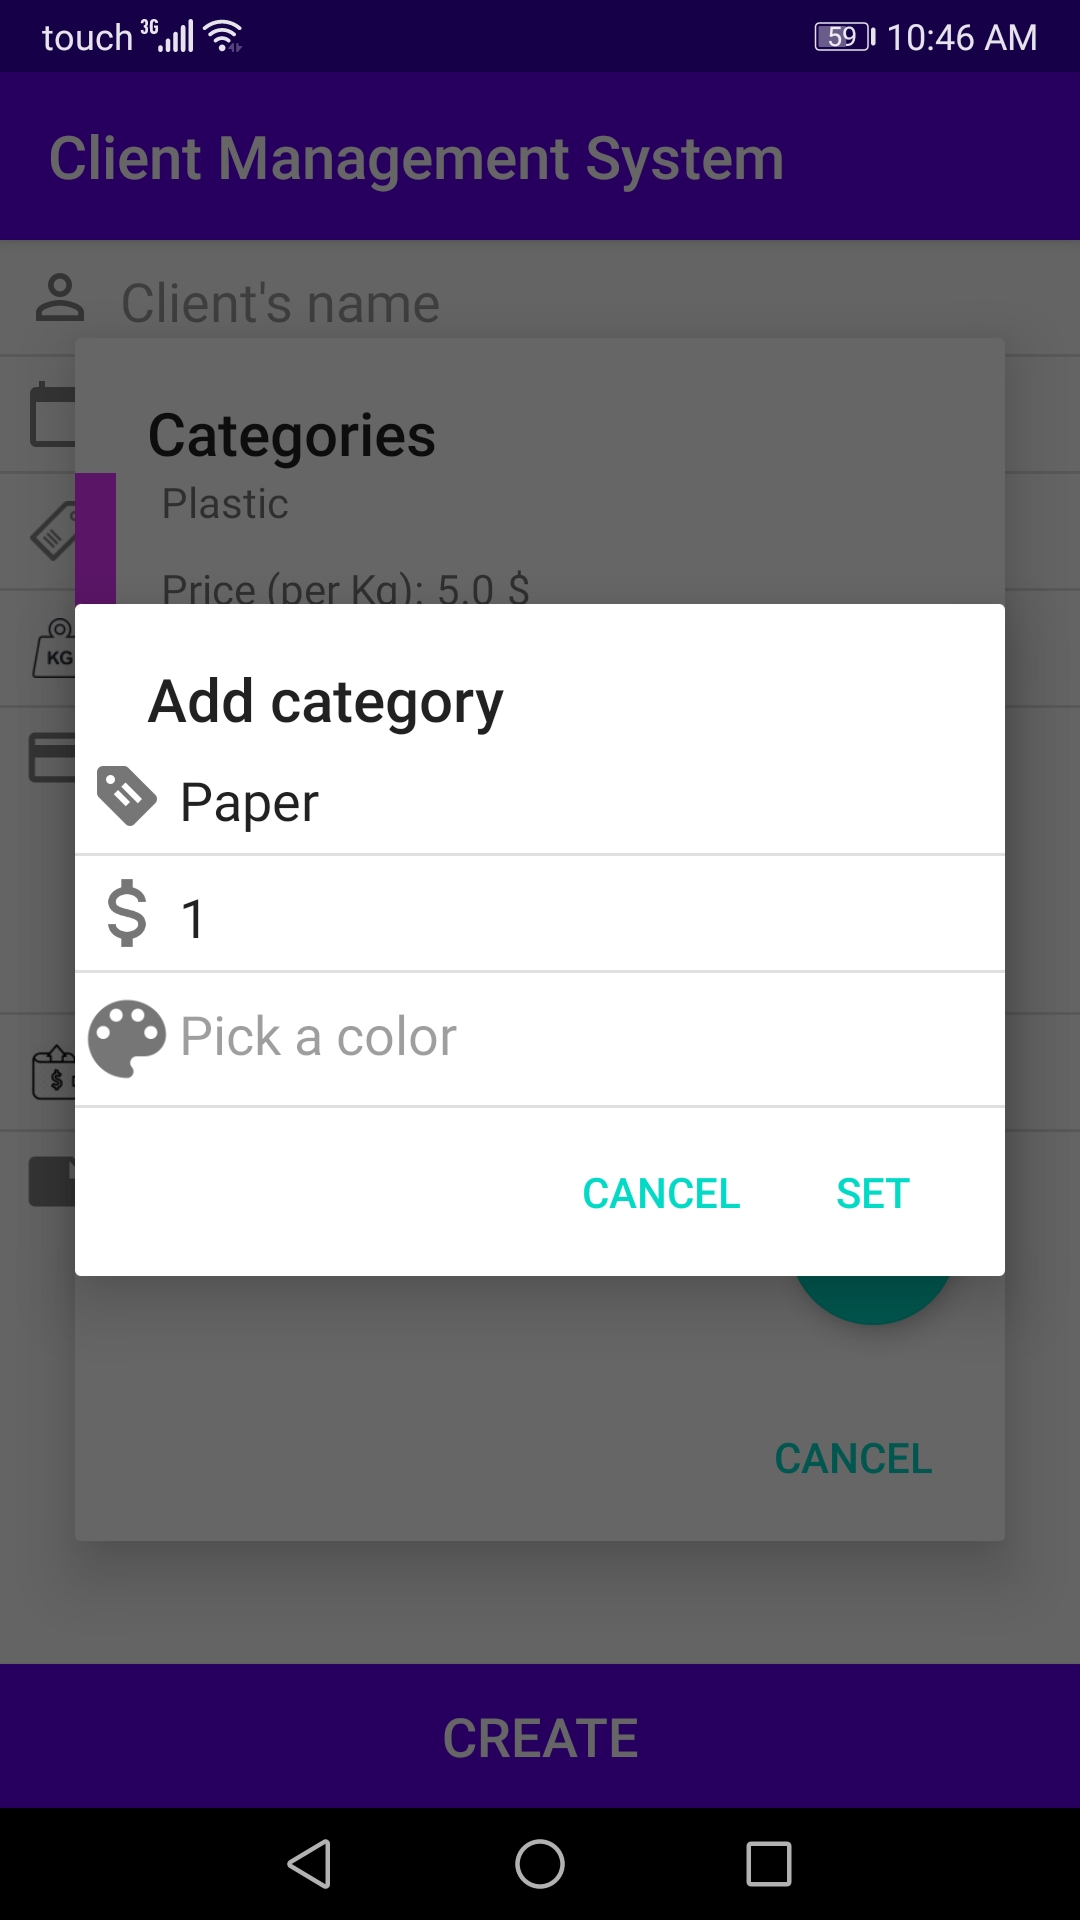 touch 3G 59 10:46 AM
Client Management System
Client's name
Categories
Plastic
Price (per Kg): 5.0 $
KG
Add category
Paper
$ 1
Pick a color
$
CANCEL SET
CANCEL
CREATE